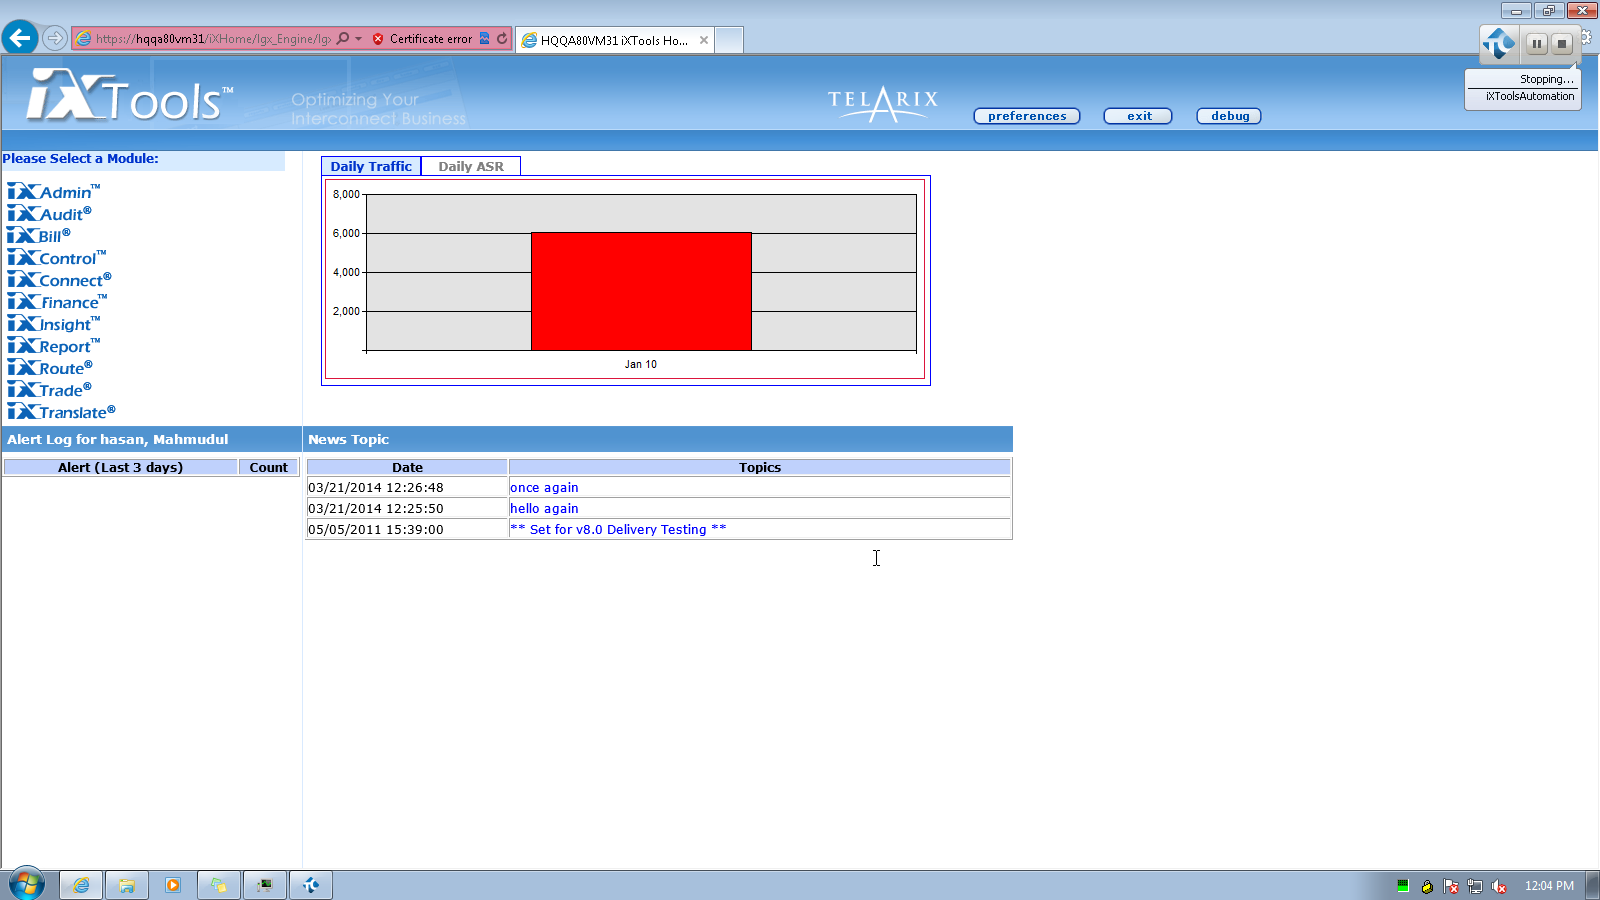 https://hqqa80vm31/iXHome/Igx_Engine/Igx
Certificate error
HQQA80VM31 iXTools Ho...
Stopping...
iXToolsAutomation
iXTools™
Optimizing Your
Interconnect Business
TELARIX
preferences
exit
debug
Please Select a Module:
iXAdmin™
iXAudit®
iXBill®
iXControl™
iXConnect®
iXFinance™
iXInsight™
iXReport™
iXRoute®
iXTrade®
iXTranslate®
Daily Traffic
Daily ASR
8,000
6,000
4,000
2,000
Jan 10
Alert Log for hasan, Mahmudul
Alert (Last 3 days) Count
News Topic
Date Topics
03/21/2014 12:26:48 once again
03/21/2014 12:25:50 hello again
05/05/2011 15:39:00 ** Set for v8.0 Delivery Testing **
12:04 PM